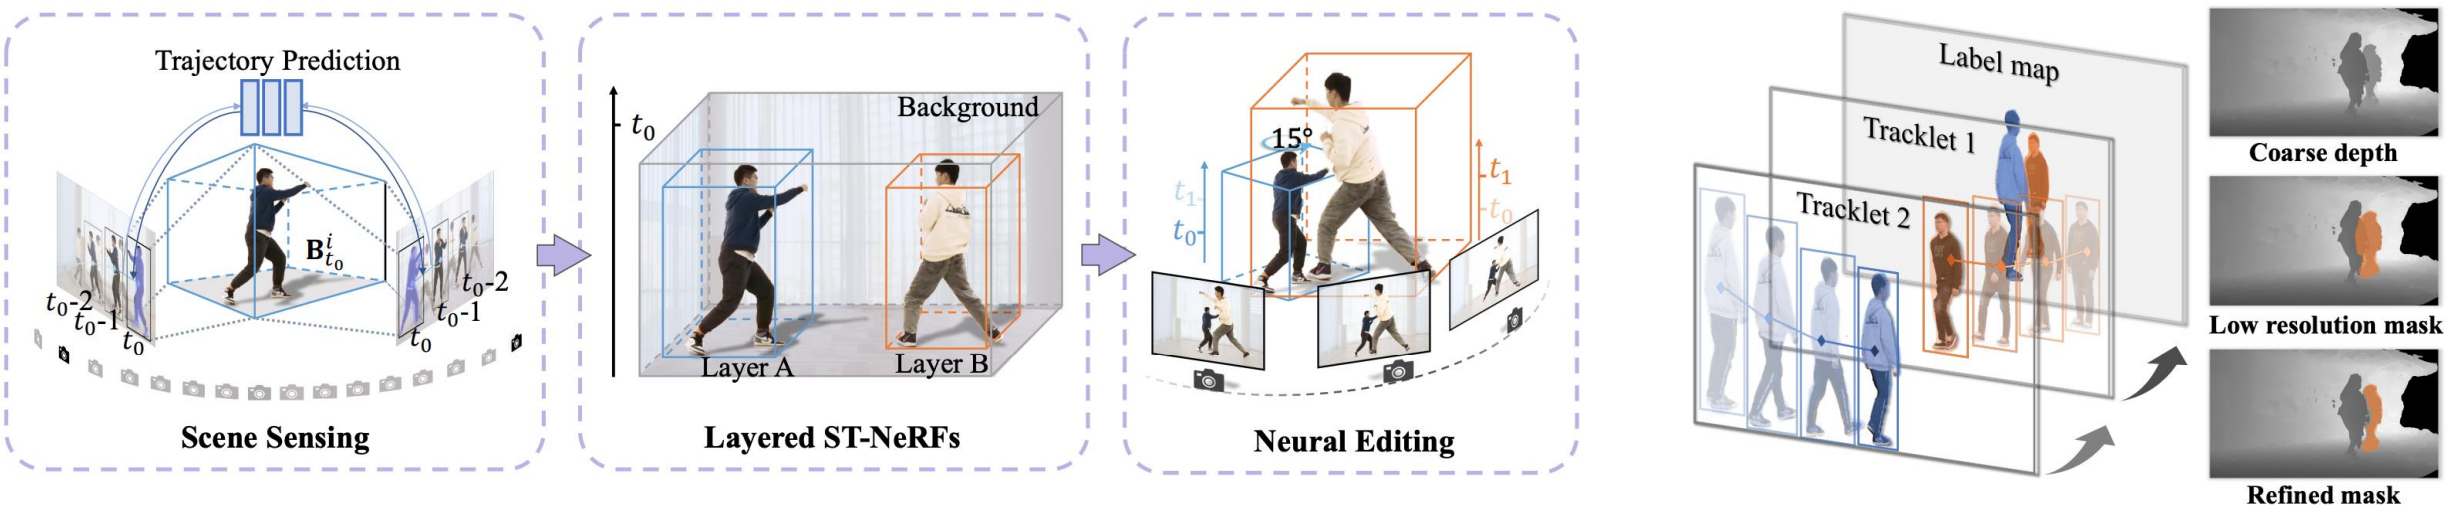 Trajectory Prediction
B^i_{t_0}
t_0-2
t_0-1
t_0
t_0-2
t_0-1
t_0
Scene Sensing
t_0
Background
Layer A
Layer B
Layered ST-NeRFs
15°
t_1
t_0
t_1
t_0
Neural Editing
Label map
Tracklet 1
Tracklet 2
Coarse depth
Low resolution mask
Refined mask